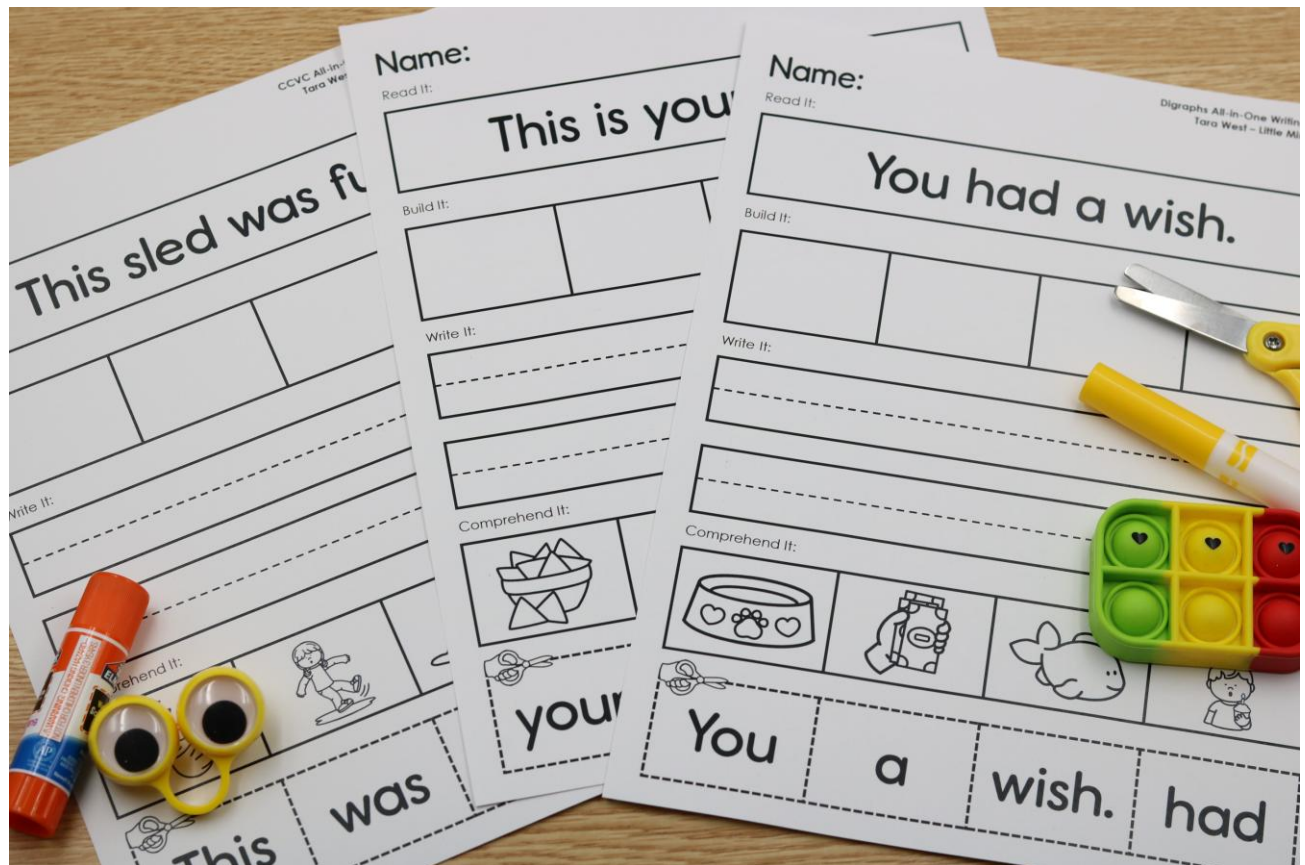 CCVC All-in-
Tara Wes
This sled was fu
Write It:
prehend It:
This
was
Name:
Read It:
This is your
Build It:
Write It:
Comprehend It:
your
Name:
Read It:
Digraphs All-In-One Writin
Tara West – Little Mi
You had a wish.
Build It:
Write It:
Comprehend It:
You a wish. had